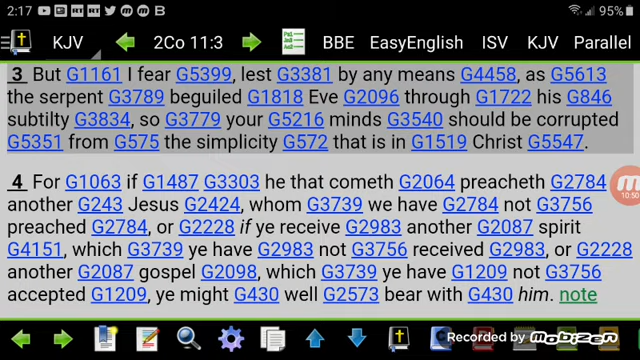 2:17 95%
KJV 2Co 11:3 BBE EasyEnglish ISV KJV Parallel
3 But G1161 I fear G5399, lest G3381 by any means G4458, as G5613
the serpent G3789 beguiled G1818 Eve G2096 through G1722 his G846
subtilty G3834, so G3779 your G5216 minds G3540 should be corrupted
G5351 from G575 the simplicity G572 that is in G1519 Christ G5547.
4 For G1063 if G1487 G3303 he that cometh G2064 preacheth G2784
another G243 Jesus G2424, whom G3739 we have G2784 not G3756
preached G2784, or G2228 if ye receive G2983 another G2087 spirit
G4151, which G3739 ye have G2983 not G3756 received G2983, or G2228
another G2087 gospel G2098, which G3739 ye have G1209 not G3756
accepted G1209, ye might G430 well G2573 bear with G430 him. note
10:50
Recorded by mobizen